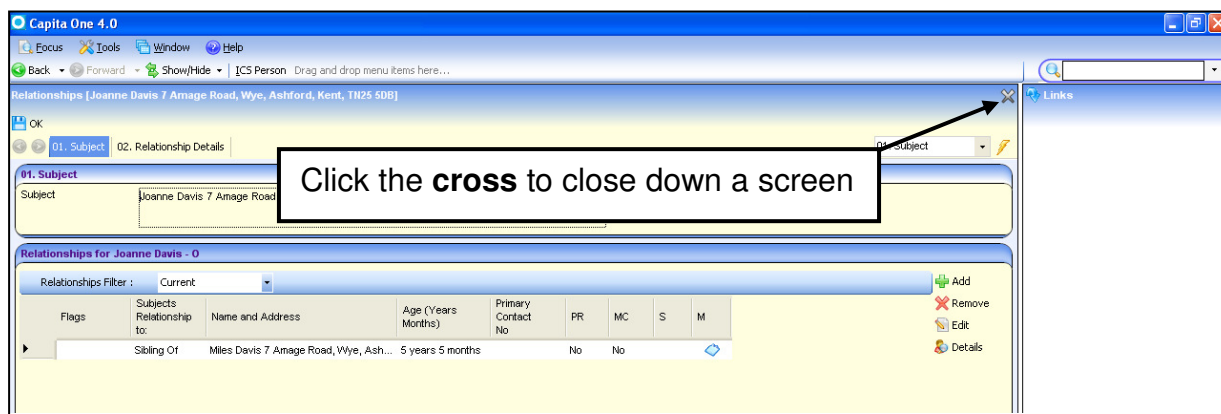 Capita One 4.0
Focus Tools Window Help
Back Forward Show/Hide ICS Person Drag and drop menu items here...
Relationships [Joanne Davis 7 Amage Road, Wye, Ashford, Kent, TN25 5DB]
Links
OK
01. Subject 02. Relationship Details 01. Subject
Click the cross to close down a screen
01. Subject
Subject Joanne Davis 7 Amage Road
Relationships for Joanne Davis - O
Relationships Filter : Current
Add
Remove
Edit
Details
Flags Subjects Relationship to: Name and Address Age (Years Months) Primary Contact No PR MC S M
Sibling Of Miles Davis 7 Amage Road, Wye, Ash... 5 years 5 months No No